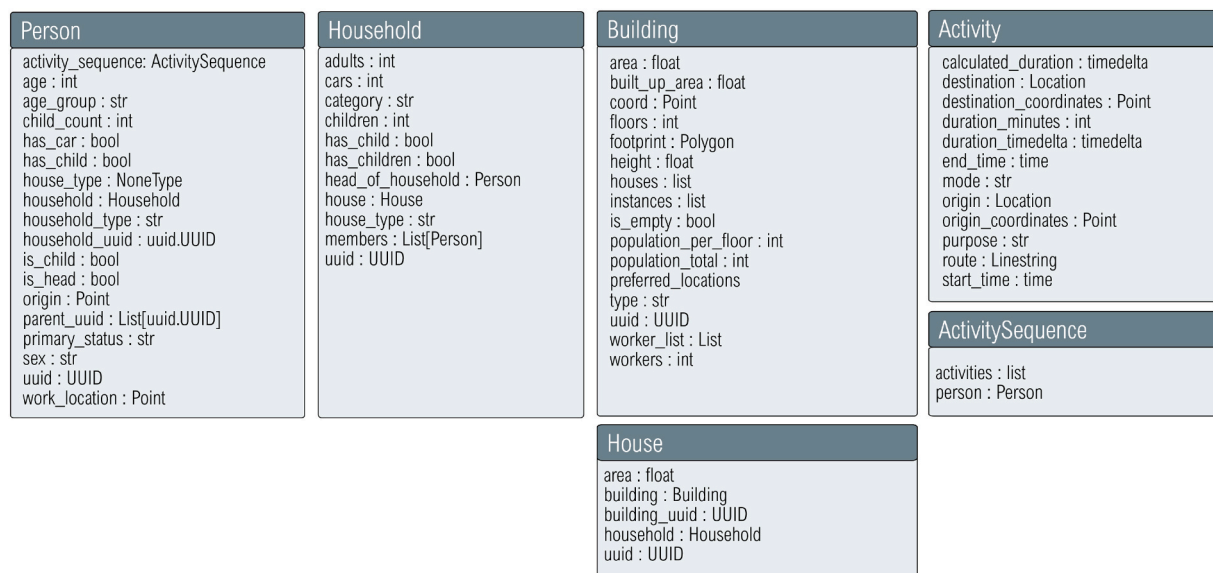 Person
activity_sequence: ActivitySequence
age : int
age_group : str
child_count : int
has_car : bool
has_child : bool
house_type : NoneType
household : Household
household_type : str
household_uuid : uuid.UUID
is_child : bool
is_head : bool
origin : Point
parent_uuid : List[uuid.UUID]
primary_status : str
sex : str
uuid : UUID
work_location : Point
Household
adults : int
cars : int
category : str
children : int
has_child : bool
has_children : bool
head_of_household : Person
house : House
house_type : str
members : List[Person]
uuid : UUID
Building
area : float
built_up_area : float
coord : Point
floors : int
footprint : Polygon
height : float
houses : list
instances : list
is_empty : bool
population_per_floor : int
population_total : int
preferred_locations
type : str
uuid : UUID
worker_list : List
workers : int
House
area : float
building : Building
building_uuid : UUID
household : Household
uuid : UUID
Activity
calculated_duration : timedelta
destination : Location
destination_coordinates : Point
duration_minutes : int
duration_timedelta : timedelta
end_time : time
mode : str
origin : Location
origin_coordinates : Point
purpose : str
route : Linestring
start_time : time
ActivitySequence
activities : list
person : Person